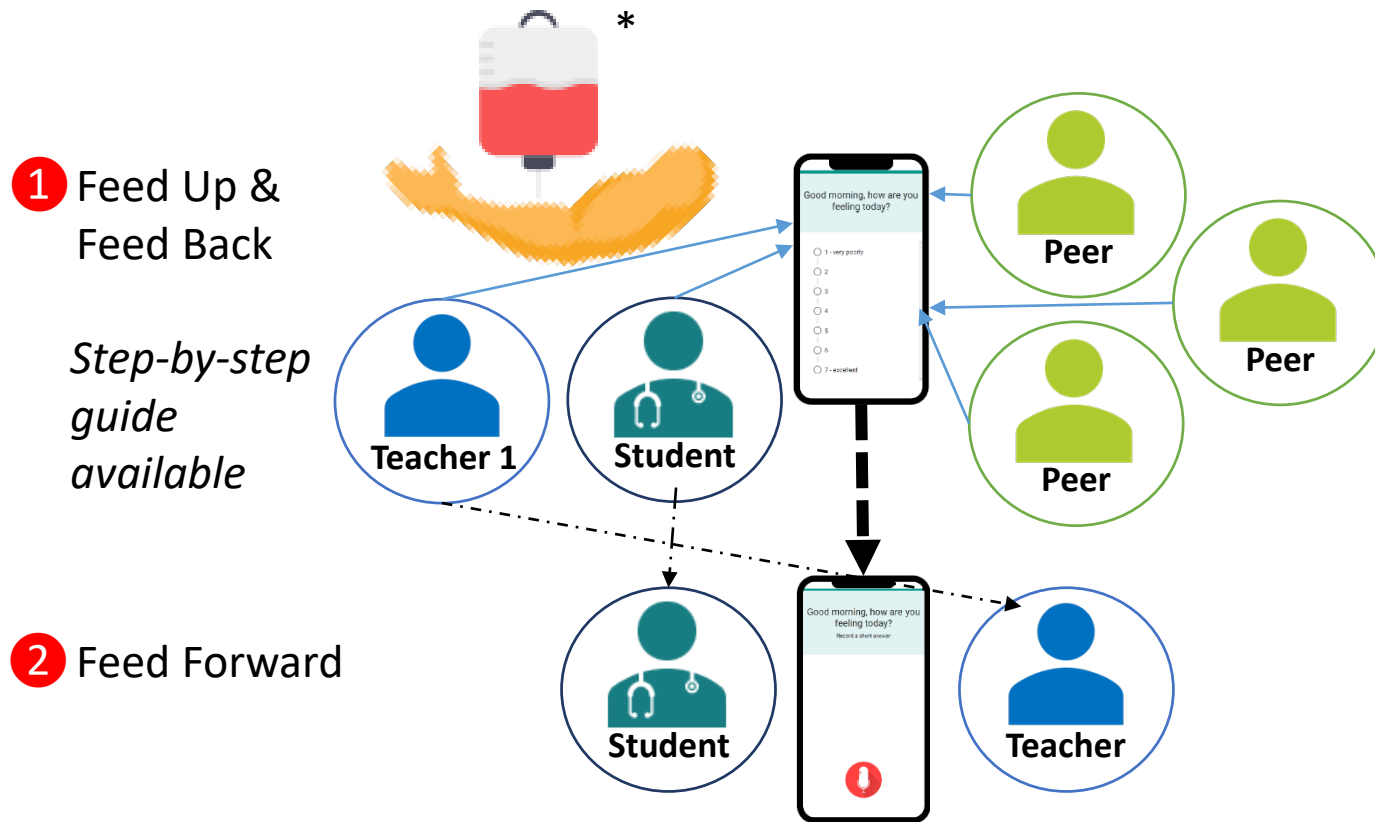 *
1 Feed Up &
Feed Back
Step-by-step
guide
available
Good morning, how are you
feeling today?
1 - very poorly
2
3
4
5
6
7 - excellent
Peer
Peer
Peer
Teacher 1
Student
2 Feed Forward
Student
Good morning, how are you
feeling today?
Record a short answer
Teacher